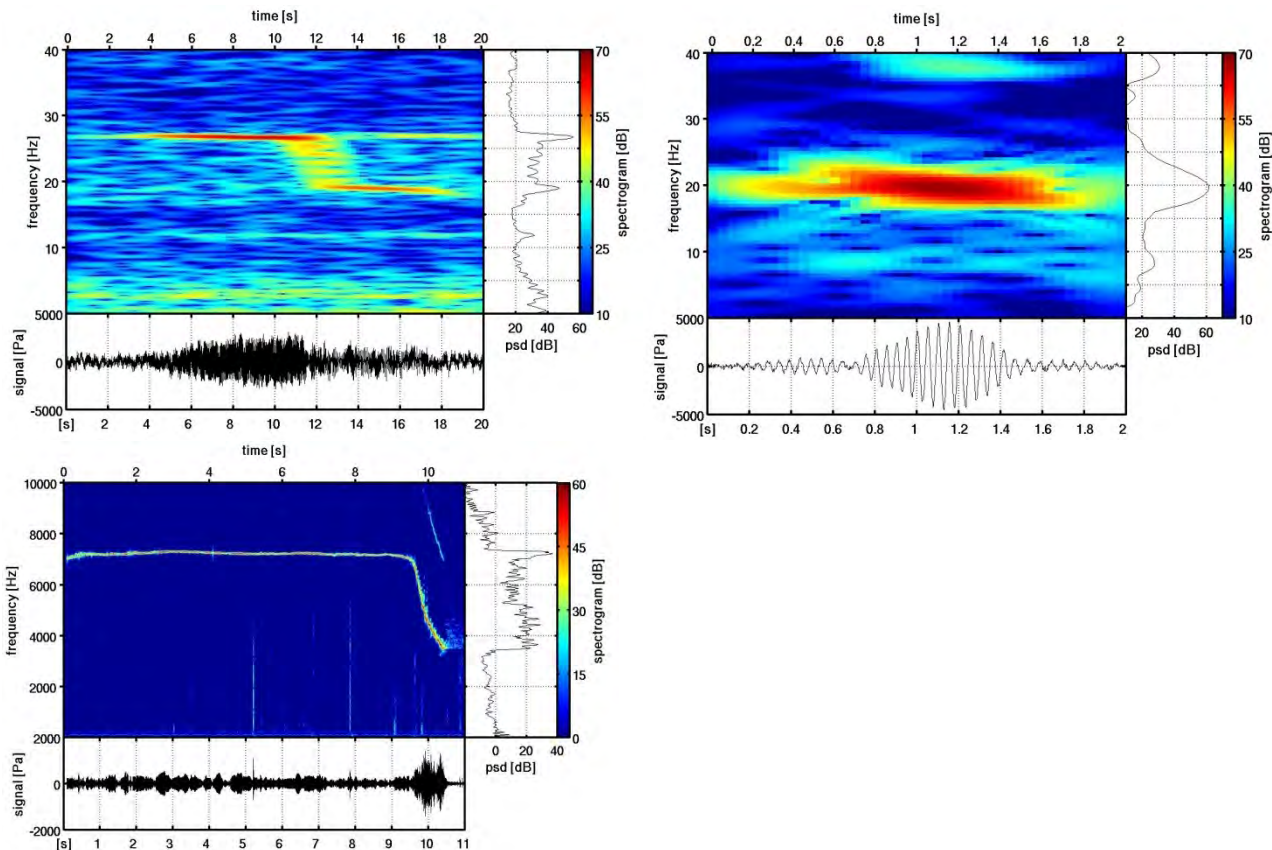 time [s]
0 2 4 6 8 10 12 14 16 18 20
40
30
20
10
frequency [Hz]
70
55
40
25
10
spectrogram [dB]
20 40 60
psd [dB]
5000
0
-5000
signal [Pa]
[s] 2 4 6 8 10 12 14 16 18 20
time [s]
0 0.2 0.4 0.6 0.8 1 1.2 1.4 1.6 1.8 2
40
30
20
10
frequency [Hz]
70
55
40
25
10
spectrogram [dB]
20 40 60
psd [dB]
5000
0
-5000
signal [Pa]
[s] 0.2 0.4 0.6 0.8 1 1.2 1.4 1.6 1.8 2
time [s]
0 2 4 6 8 10
10000
8000
6000
4000
2000
frequency [Hz]
60
45
30
15
0
spectrogram [dB]
0 20 40
psd [dB]
2000
0
-2000
signal [Pa]
[s] 1 2 3 4 5 6 7 8 9 10 11